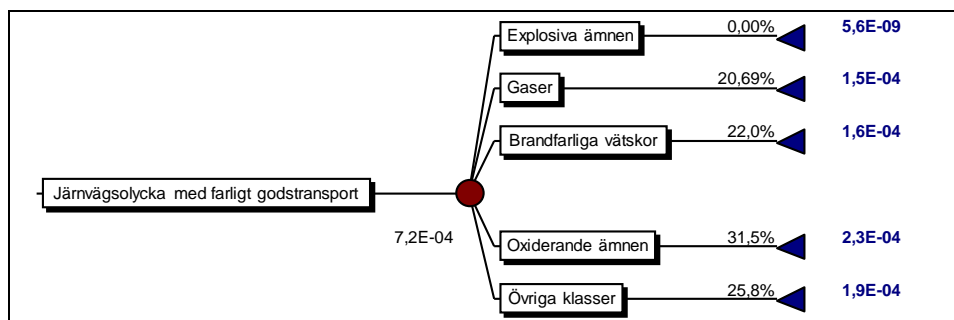 Explosiva ämnen 0,00% 5,6E-09
Gaser 20,69% 1,5E-04
Brandfarliga vätskor 22,0% 1,6E-04
Järnvägsolycka med farligt godstransport
7,2E-04
Oxiderande ämnen 31,5% 2,3E-04
Övriga klasser 25,8% 1,9E-04